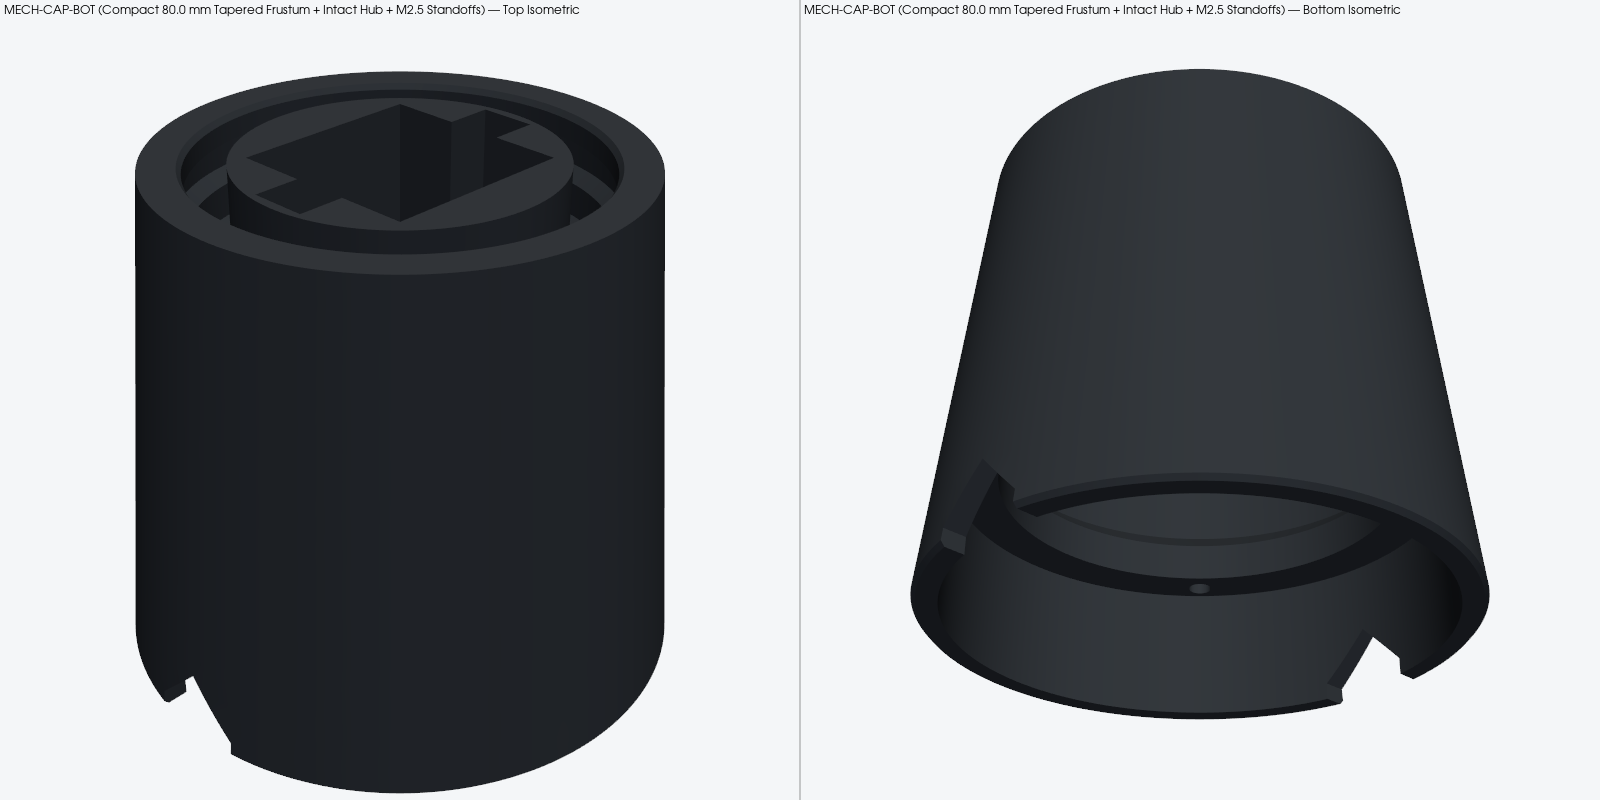 MECH-CAP-BOT (Compact 80.0 mm Tapered Frustum + Intact Hub + M2.5 Standoffs) — Top Isometric
MECH-CAP-BOT (Compact 80.0 mm Tapered Frustum + Intact Hub + M2.5 Standoffs) — Bottom Isometric